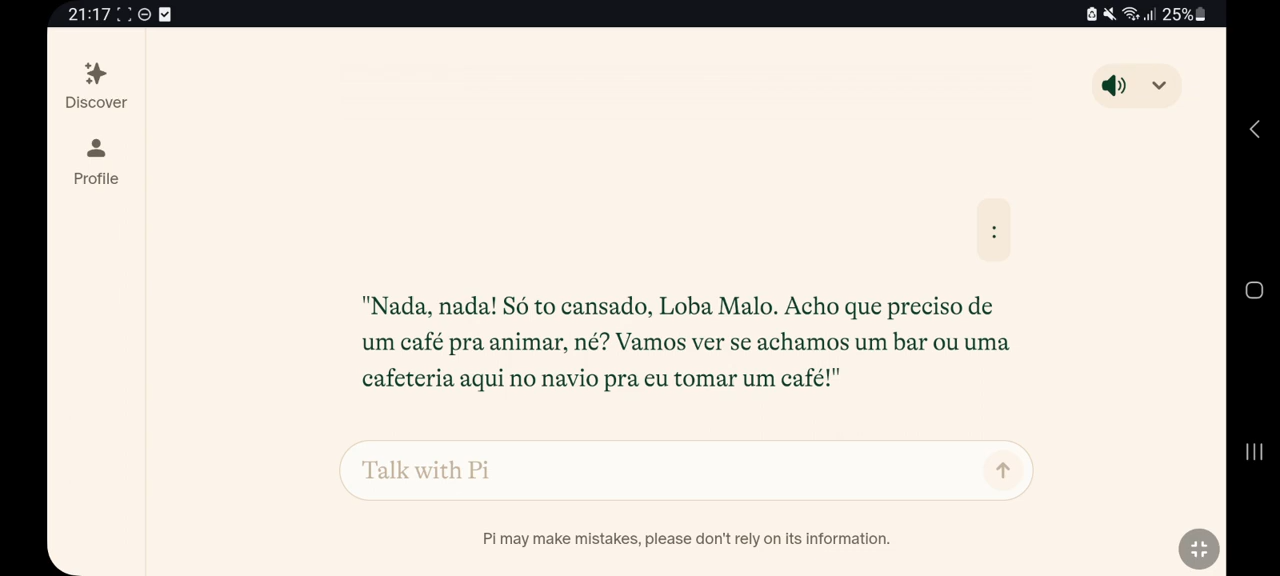 21:17
25%
Discover
Profile
:
"Nada, nada! Só to cansado, Loba Malo. Acho que preciso de
um café pra animar, né? Vamos ver se achamos um bar ou uma
cafeteria aqui no navio pra eu tomar um café!"
Talk with Pi
Pi may make mistakes, please don't rely on its information.